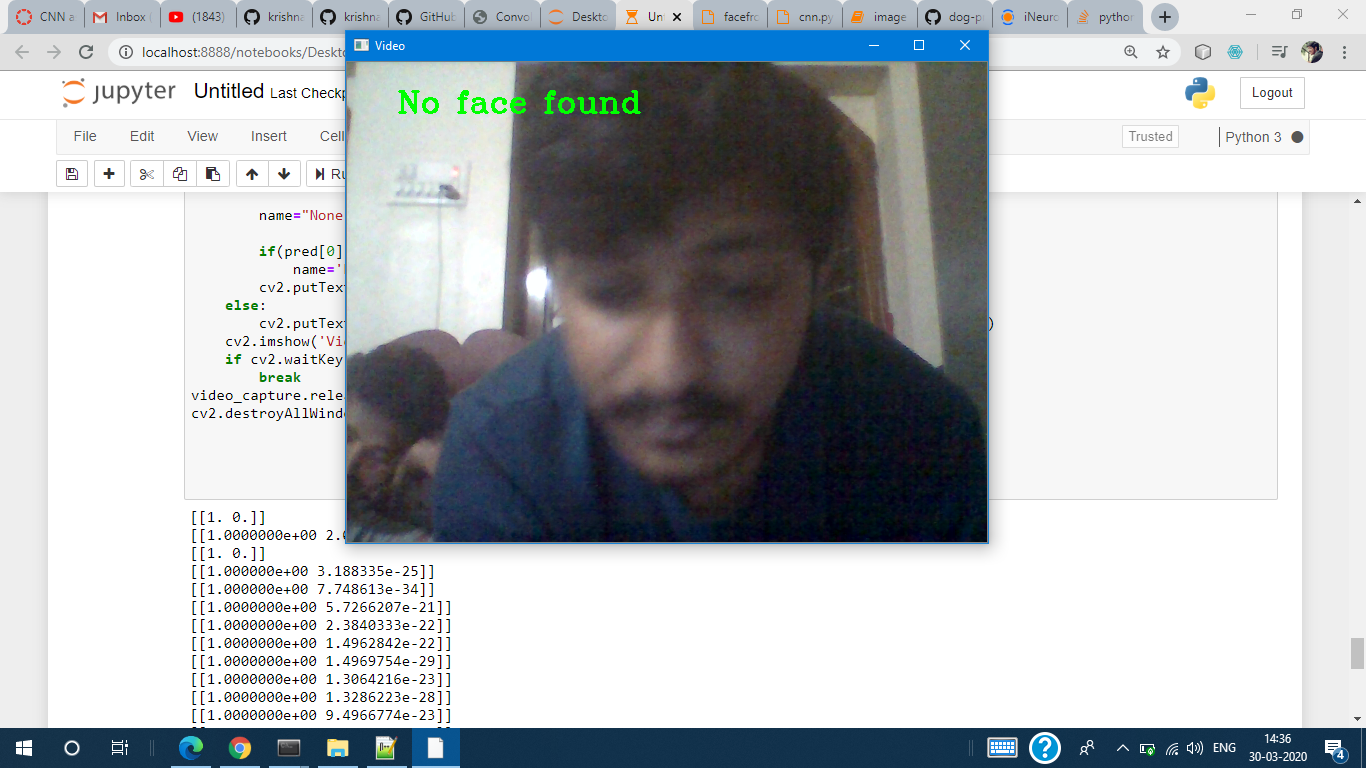 CNN a
Inbox (
(1843)
krishna
krishna
GitHub
Convol
Deskto
Unt
facefro
cnn.py
image
dog-p
iNeuro
python
localhost:8888/notebooks/Deskto
Video
jupyter
Untitled Last Checkp
Logout
File Edit View Insert Cell
Trusted
Python 3
Ru
No face found
name="None
if(pred[0]
name='
cv2.putText
else:
cv2.putText )
cv2.imshow('Vid
if cv2.waitKey
break
video_capture.relea
cv2.destroyAllWindo
[[1. 0.]]
[[1.0000000e+00 2.
[[1. 0.]]
[[1.000000e+00 3.188335e-25]]
[[1.000000e+00 7.748613e-34]]
[[1.0000000e+00 5.7266207e-21]]
[[1.0000000e+00 2.3840333e-22]]
[[1.0000000e+00 1.4962842e-22]]
[[1.0000000e+00 1.4969754e-29]]
[[1.0000000e+00 1.3064216e-23]]
[[1.0000000e+00 1.3286223e-28]]
[[1.0000000e+00 9.4966774e-23]]
ENG
14:36
30-03-2020
4